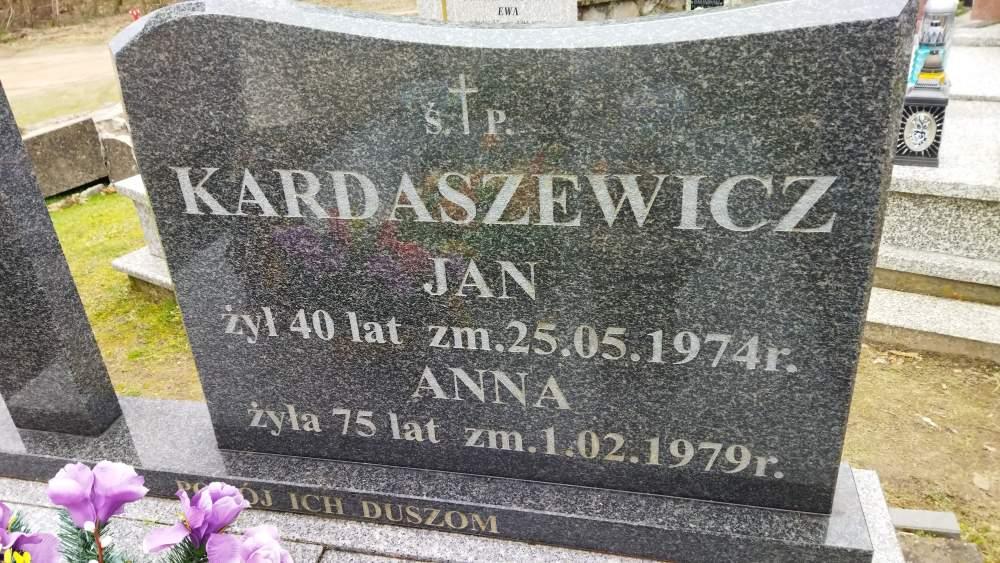 EWA
Ś. P.
KARDASZEWICZ
JAN
żył 40 lat zm.25.05.1974r.
ANNA
żyła 75 lat zm.1.02.1979r.
POKÓJ ICH DUSZOM